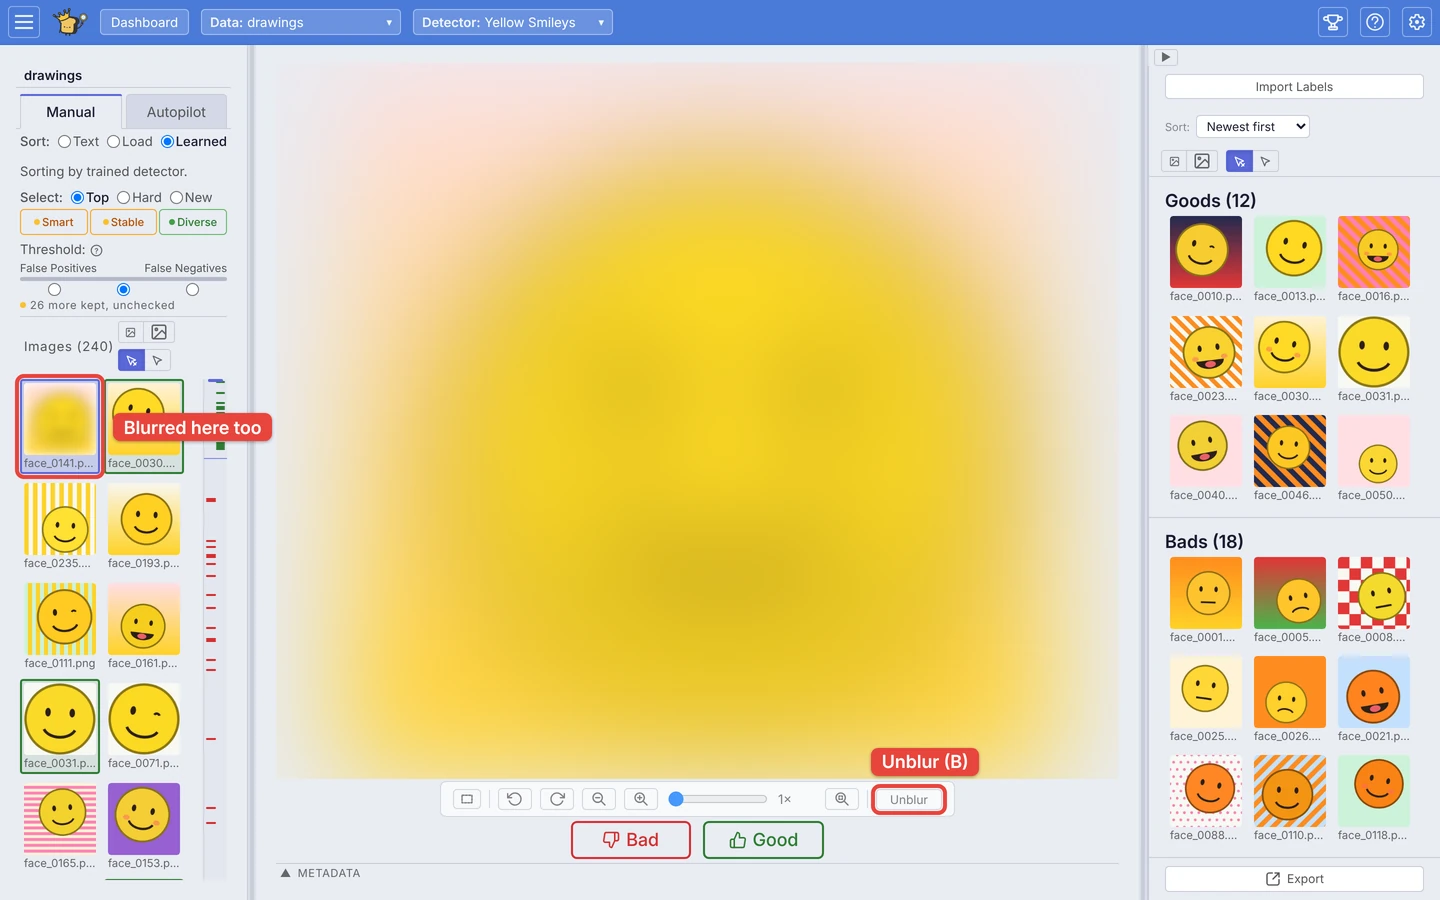 Dashboard
Data: drawings
Detector: Yellow Smileys
drawings
Manual
Autopilot
Sort: Text Load Learned
Sorting by trained detector.
Select: Top Hard New
Smart
Stable
Diverse
Threshold: ?
False Positives
False Negatives
26 more kept, unchecked
Images (240)
face_0141.p...
face_0030....
Blurred here too
face_0235....
face_0193.p...
face_0111.png
face_0161.p...
face_0031.p...
face_0071.p...
face_0165.p...
face_0153.p...
Unblur (B)
1×
Unblur
Bad
Good
METADATA
Import Labels
Sort: Newest first
Goods (12)
face_0010.p...
face_0013.p...
face_0016.p...
face_0023....
face_0030....
face_0031.p...
face_0040....
face_0046....
face_0050....
Bads (18)
face_0001....
face_0005....
face_0008....
face_0025....
face_0026....
face_0021.p...
face_0088....
face_0110.p...
face_0118.p...
Export